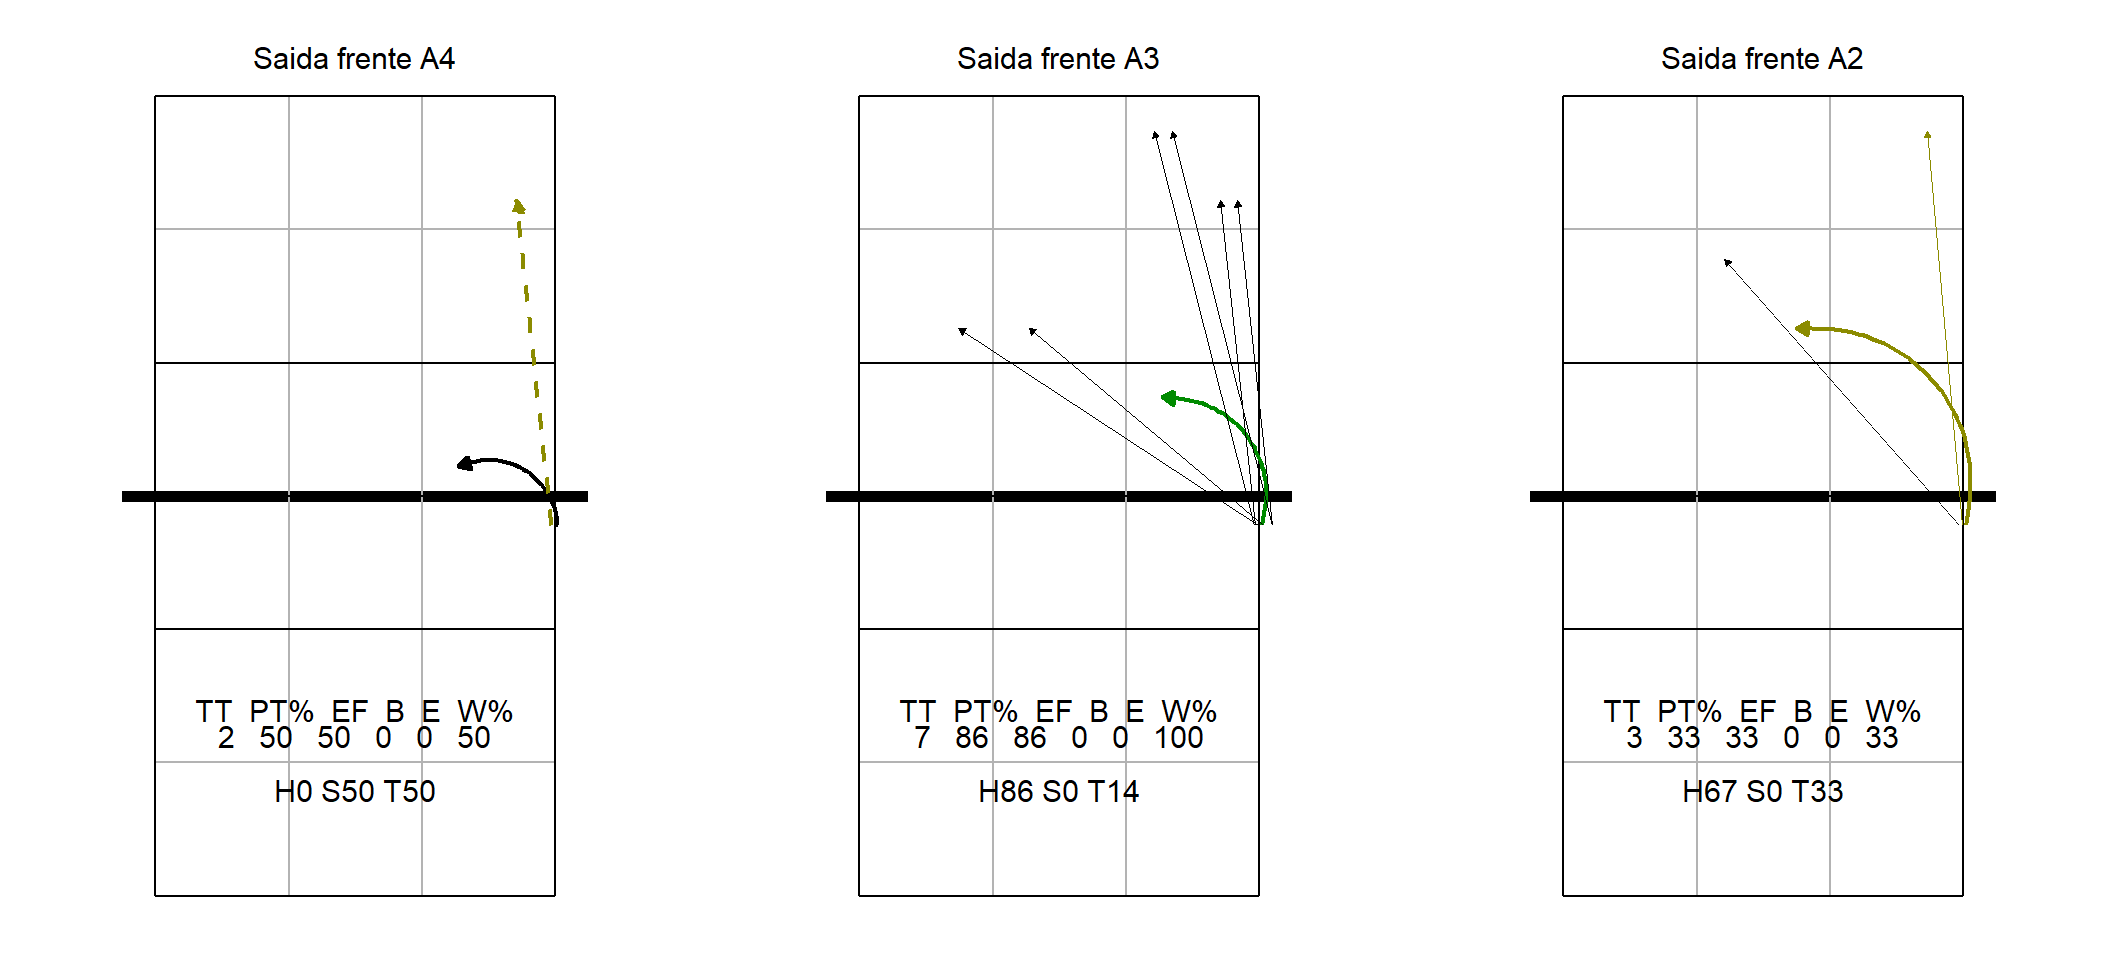 Saida frente A4
TT PT% EF B E W%
2 50 50 0 0 50
H0 S50 T50
Saida frente A3
TT PT% EF B E W%
7 86 86 0 0 100
H86 S0 T14
Saida frente A2
TT PT% EF B E W%
3 33 33 0 0 33
H67 S0 T33